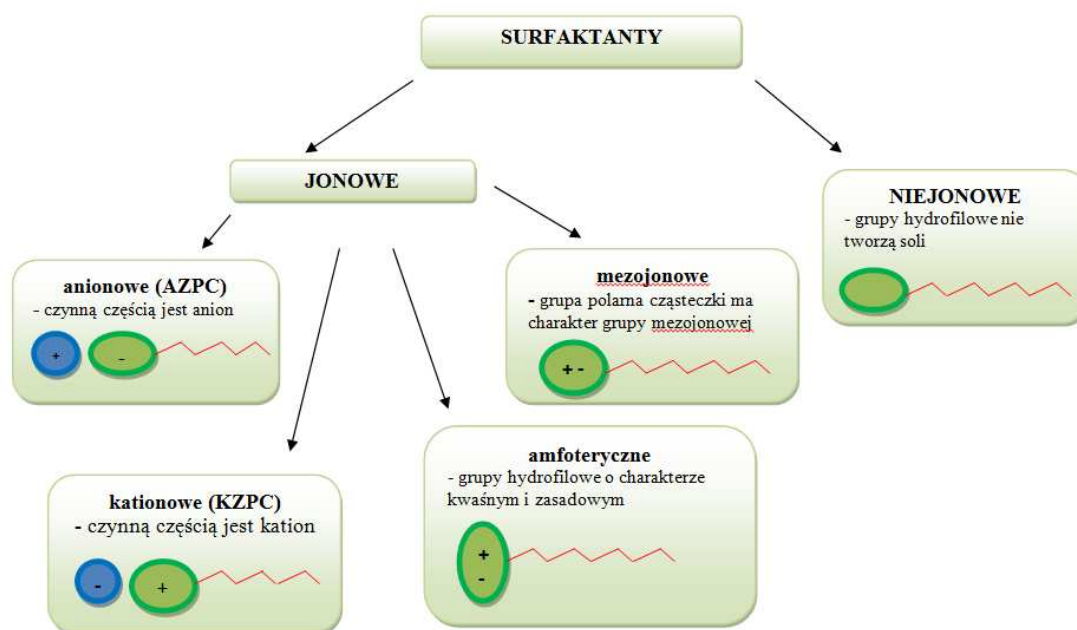 SURFAKTANTY
JONOWE
NIEJONOWE
- grupy hydrofilowe nie
tworzą soli
anionowe (AZPC)
- czynną częścią jest anion
+
-
mezojonowe
- grupa polarna cząsteczki ma
charakter grupy mezojonowej
+ -
kationowe (KZPC)
- czynną częścią jest kation
-
+
amfoteryczne
- grupy hydrofilowe o charakterze
kwaśnym i zasadowym
+
-